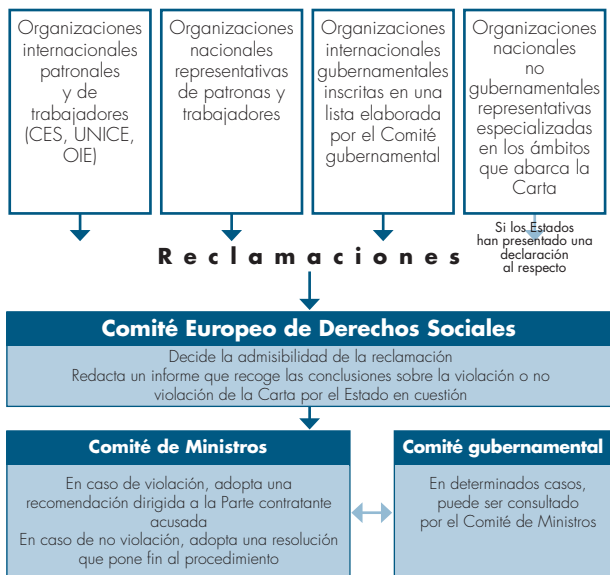 Organizaciones
internacionales
patronales
y de
trabajadores
(CES, UNICE,
OIE)
Organizaciones
nacionales
representativas
de patronas y
trabajadores
Organizaciones
internacionales
gubernamentales
inscritas en una
lista elaborada
por el Comité
gubernamental
Organizaciones
nacionales
no
gubernamentales
representativas
especializadas
en los ámbitos
que abarca la
Carta
Si los Estados
han presentado una
declaración
al respecto
Reclamaciones
Comité Europeo de Derechos Sociales
Decide la admisibilidad de la reclamación
Redacta un informe que recoge las conclusiones sobre la violación o no
violación de la Carta por el Estado en cuestión
Comité de Ministros
En caso de violación, adopta una
recomendación dirigida a la Parte contratante
acusada
En caso de no violación, adopta una resolución
que pone fin al procedimiento
Comité gubernamental
En determinados casos,
puede ser consultado
por el Comité de Ministros